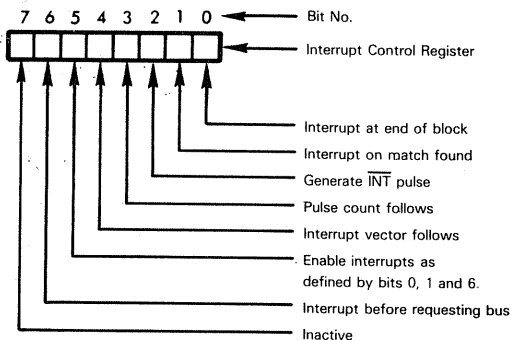 7 6 5 4 3 2 1 0 Bit No.
Interrupt Control Register
Interrupt at end of block
Interrupt on match found
Generate I̅N̅T̅ pulse
Pulse count follows
Interrupt vector follows
Enable interrupts as
defined by bits 0, 1 and 6.
Interrupt before requesting bus
Inactive